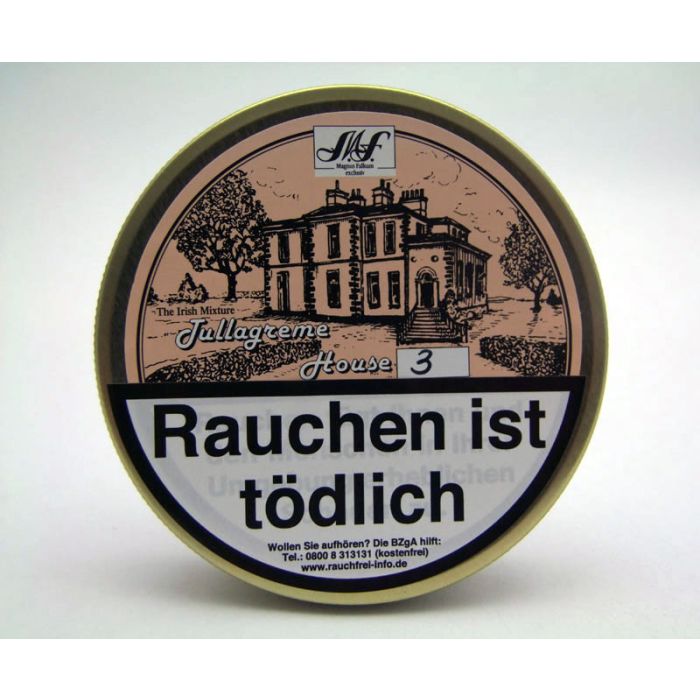 Magnus Falkum
exclusiv
The Irish Mixture
Tullagreme
House 3
Rauchen ist
tödlich
Wollen Sie aufhören? Die BZgA hilft:
Tel.: 0800 8 313131 (kostenfrei)
www.rauchfrei-info.de